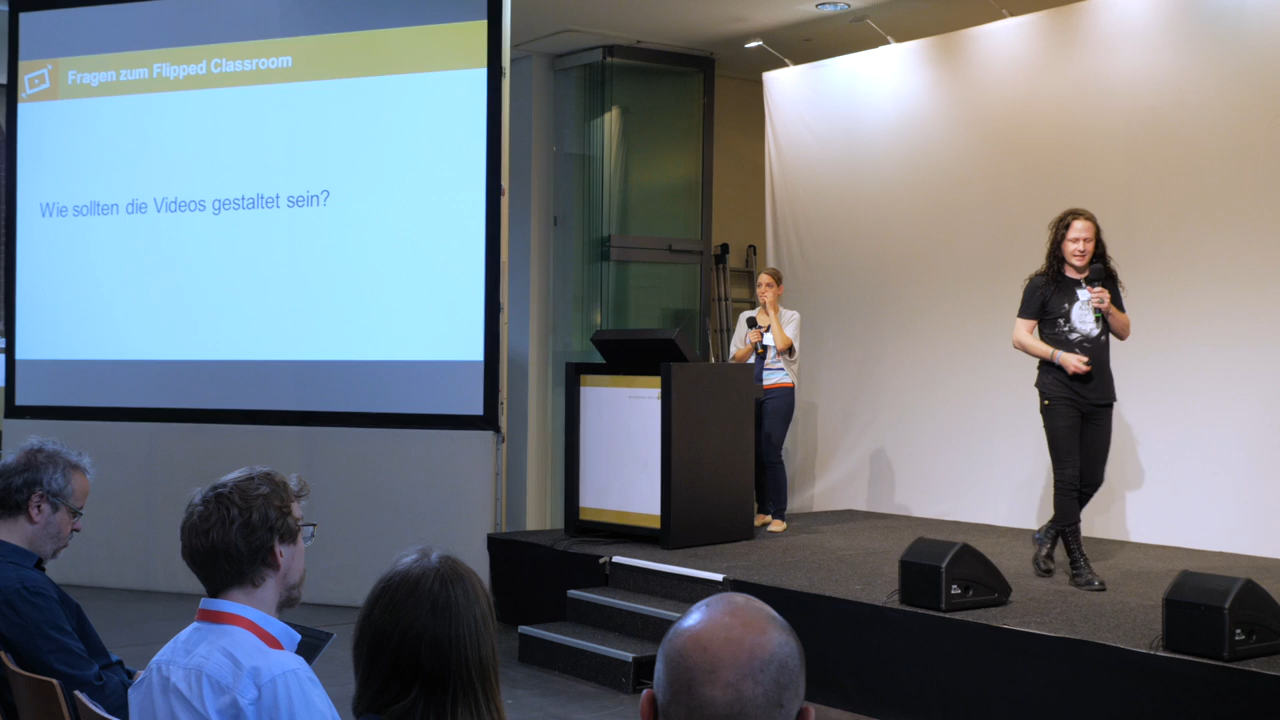 Fragen zum Flipped Classroom
Wie sollten die Videos gestaltet sein?